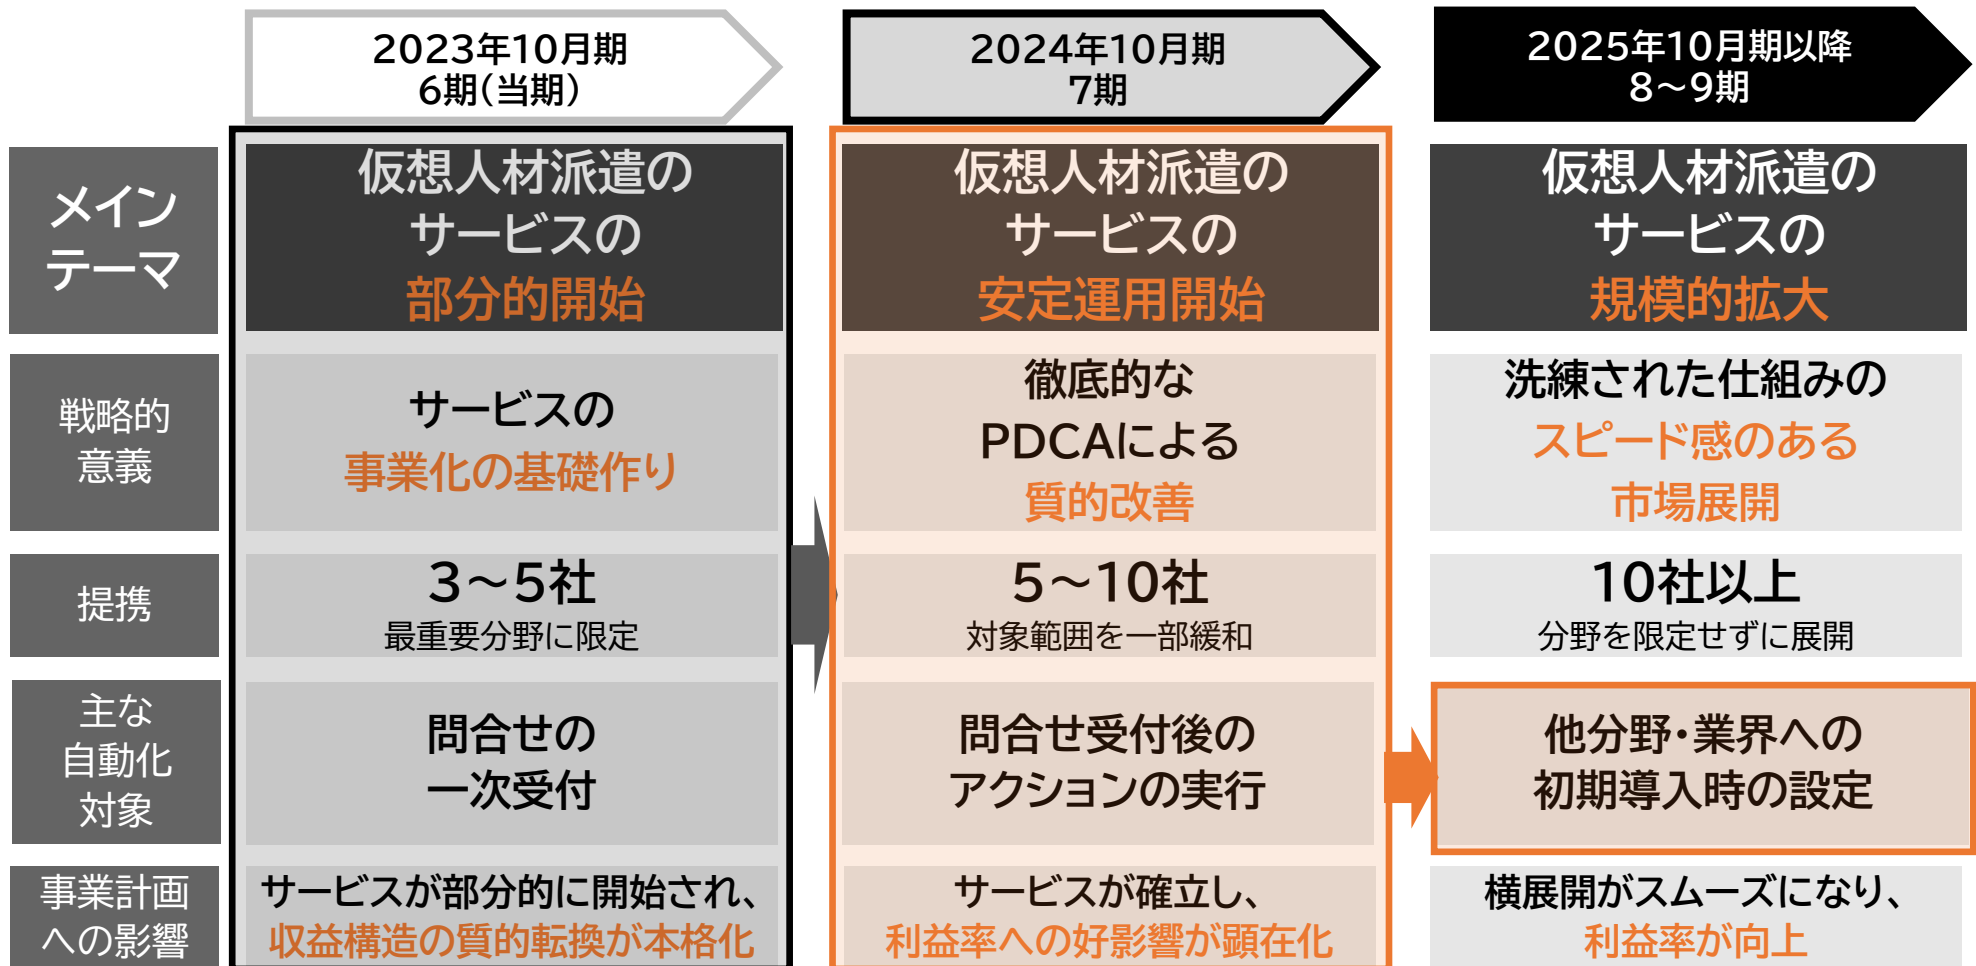 2023年10月期
6期(当期)
2024年10月期
7期
2025年10月期以降
8～9期
メイン
テーマ
仮想人材派遣の
サービスの
部分的開始
仮想人材派遣の
サービスの
安定運用開始
仮想人材派遣の
サービスの
規模的拡大
戦略的
意義
サービスの
事業化の基礎作り
徹底的な
PDCAによる
質的改善
洗練された仕組みの
スピード感のある
市場展開
提携
3～5社
最重要分野に限定
5～10社
対象範囲を一部緩和
10社以上
分野を限定せずに展開
主な
自動化
対象
問合せの
一次受付
問合せ受付後の
アクションの実行
他分野・業界への
初期導入時の設定
事業計画
への影響
サービスが部分的に開始され、
収益構造の質的転換が本格化
サービスが確立し、
利益率への好影響が顕在化
横展開がスムーズになり、
利益率が向上